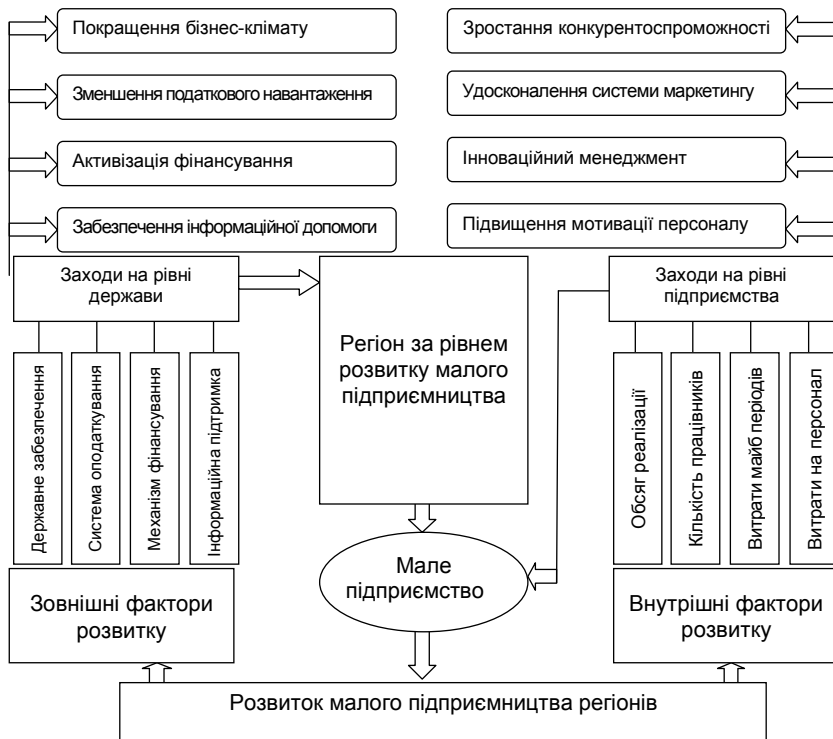 Покращення бізнес-клімату
Зменшення податкового навантаження
Активізація фінансування
Забезпечення інформаційної допомоги
Зростання конкурентоспроможності
Удосконалення системи маркетингу
Інноваційний менеджмент
Підвищення мотивації персоналу
Заходи на рівні
держави
Регіон за рівнем
розвитку малого
підприємництва
Заходи на рівні
підприємства
Державне забезпечення
Система оподаткування
Механізм фінансування
Інформаційна підтримка
Обсяг реалізації
Кількість працівників
Витрати майб періодів
Витрати на персонал
Мале
підприємство
Зовнішні фактори
розвитку
Внутрішні фактори
розвитку
Розвиток малого підприємництва регіонів